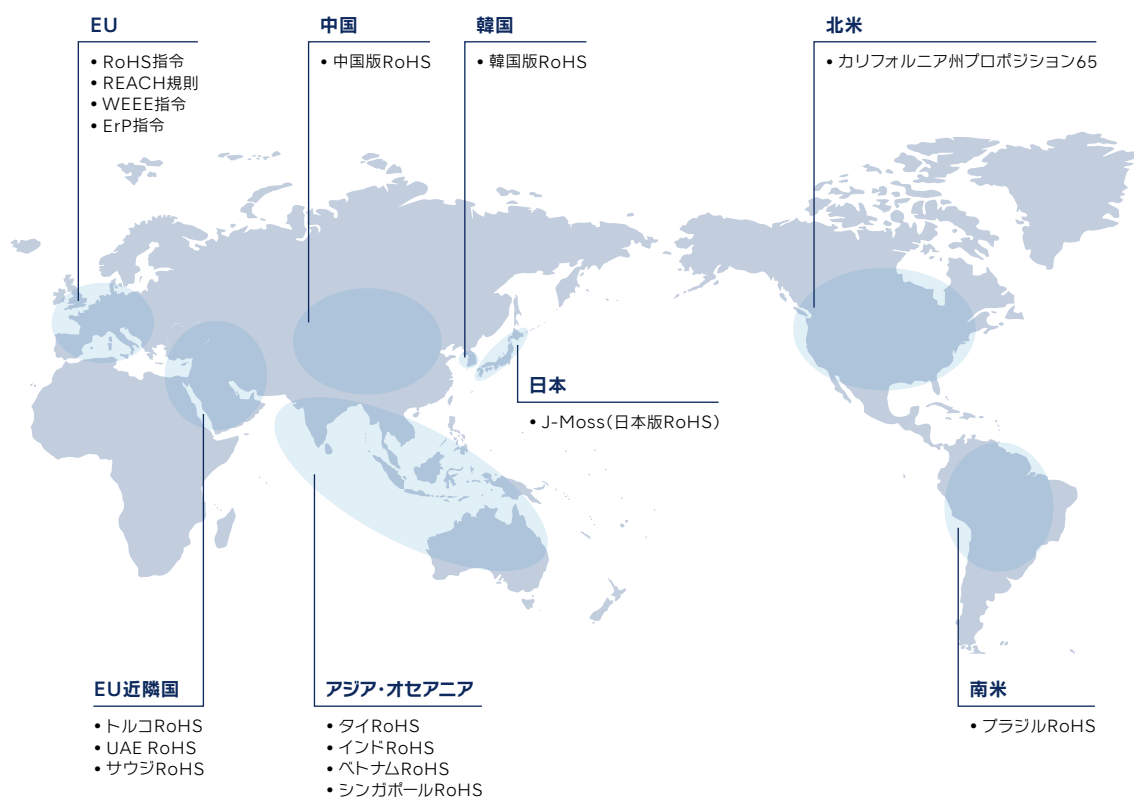 EU
• RoHS指令
• REACH規則
• WEEE指令
• ErP指令
中国
• 中国版RoHS
韓国
• 韓国版RoHS
北米
• カリフォルニア州プロポジション65
日本
• J-Moss(日本版RoHS)
EU近隣国
• トルコRoHS
• UAE RoHS
• サウジRoHS
アジア・オセアニア
• タイRoHS
• インドRoHS
• ベトナムRoHS
• シンガポールRoHS
南米
• ブラジルRoHS